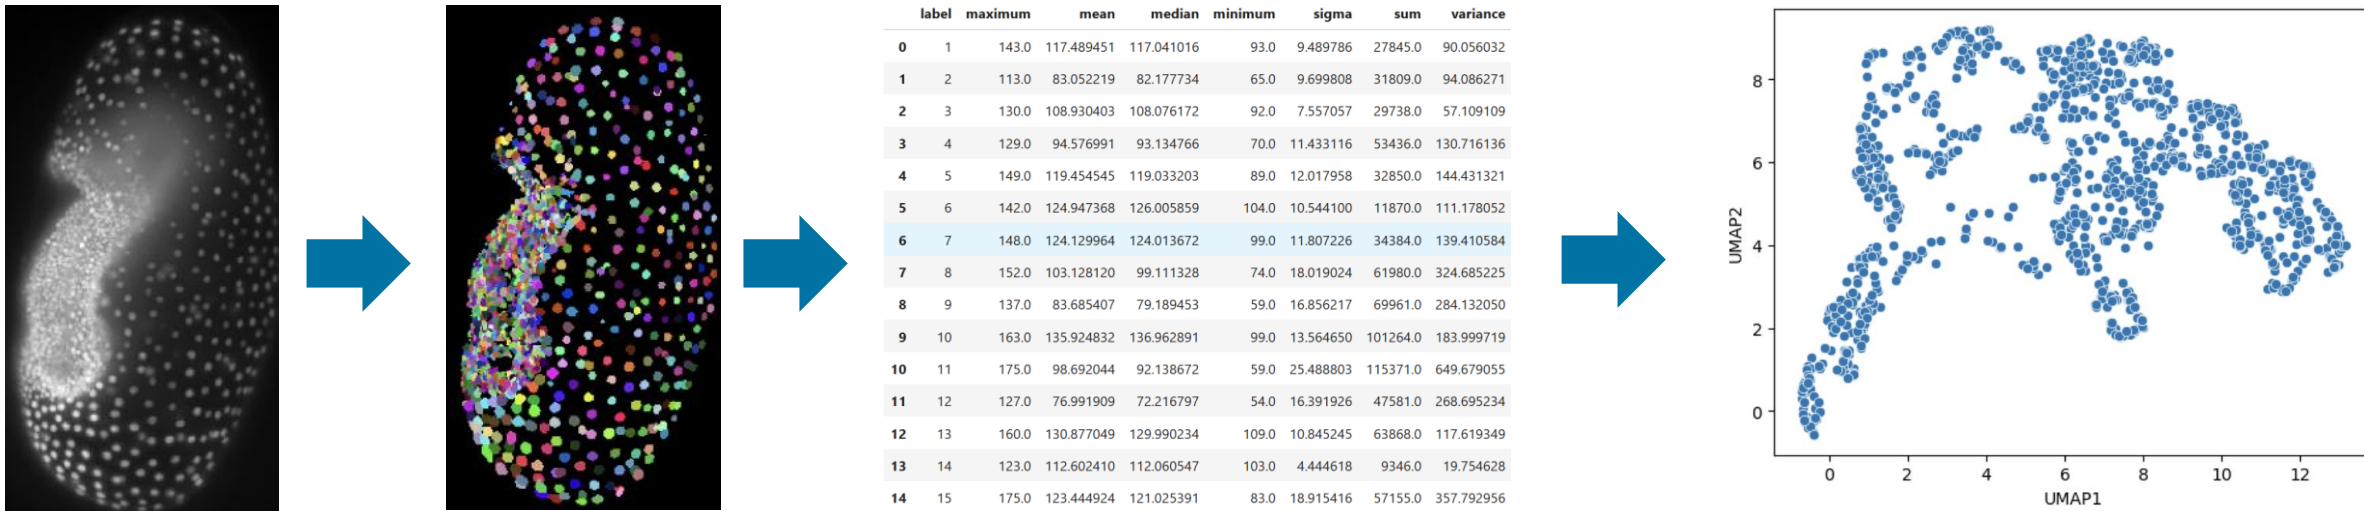 label maximum mean median minimum sigma sum variance
0 1 143.0 117.489451 117.041016 93.0 9.489786 27845.0 90.056032
1 2 113.0 83.052219 82.177734 65.0 9.699808 31809.0 94.086271
2 3 130.0 108.930403 108.076172 92.0 7.557057 29738.0 57.109109
3 4 129.0 94.576991 93.134766 70.0 11.433116 53436.0 130.716136
4 5 149.0 119.454545 119.033203 89.0 12.017958 32850.0 144.431321
5 6 142.0 124.947368 126.005859 104.0 10.544100 11870.0 111.178052
6 7 148.0 124.129964 124.013672 99.0 11.807226 34384.0 139.410584
7 8 152.0 103.128120 99.111328 74.0 18.019024 61980.0 324.685225
8 9 137.0 83.685407 79.189453 59.0 16.856217 69961.0 284.132050
9 10 163.0 135.924832 136.962891 99.0 13.564650 101264.0 183.999719
10 11 175.0 98.692044 92.138672 59.0 25.488803 115371.0 649.679055
11 12 127.0 76.991909 72.216797 54.0 16.391926 47581.0 268.695234
12 13 160.0 130.877049 129.990234 109.0 10.845245 63868.0 117.619349
13 14 123.0 112.602410 112.060547 103.0 4.444618 9346.0 19.754628
14 15 175.0 123.444924 121.025391 83.0 18.915416 57155.0 357.792956
UMAP2
8
6
4
2
0
0 2 4 6 8 10 12
UMAP1